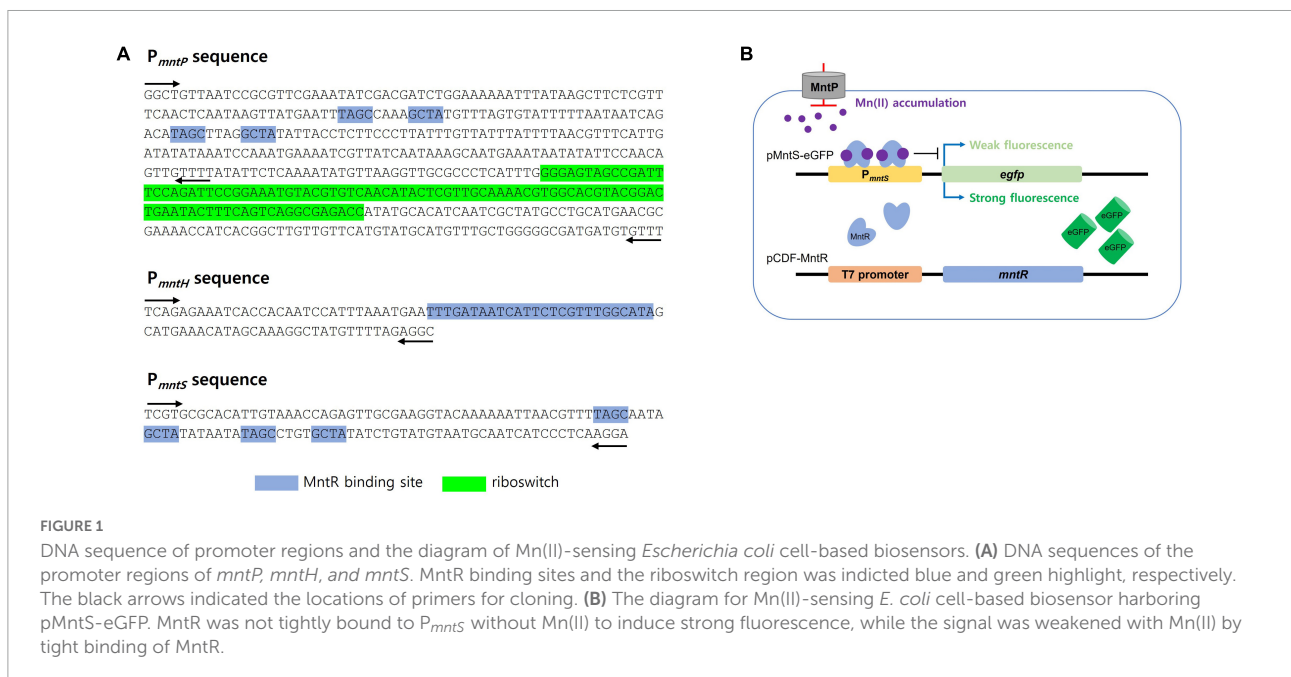 A
P_mntP sequence
GGCTGTTAATCCGCGTTCGAAATATCGACGATCTGGAAAAAATTTATAAGCTTCTCGTT
TCAACTCAATAAGTTATGAATTTAGCCAAAGCTATGTTTAGTGTATTTTTAATAATCAG
ACATAGCTTAGGCTATATTACCTCTTCCCTTATTTGTTATTTATTTTAACGTTTCATTG
ATATATAAATCCAAATGAAAATCGTTATCAATAAAGCAATGAAATAATATATTCCAACA
GTTGTTTTATATTCTCAAAATATGTTAAGGTTGCGCCCTCATTTGGGGAGTAGCCGATT
TCCAGATTCCGGAAATGTACGTGTCAACATACTCGTTGCAAAACGTGGCACGTACGGAC
TGAATACTTTCAGTCAGGCGAGACCATATGCACATCAATCGCTATGCCTGCATGAACGC
GAAAACCATCACGGCTTGTTGTTCATGTATGCATGTTTGCTGGGGGCGATGATGTGTTT
P_mntH sequence
TCAGAGAAATCACCACAATCCATTTAAATGAATTTGATAATCATTCTCGTTTGGCATAG
CATGAAACATAGCAAAGGCTATGTTTTAGAGGC
P_mntS sequence
TCGTGCGCACATTGTAAACCAGAGTTGCGAAGGTACAAAAAATTAACGTTTTAGCAATA
GCTATATAATATAGCCTGTGCTATATCTGTATGTAATGCAATCATCCCTCAAGGA
MntR binding site
riboswitch
B
MntP
Mn(II) accumulation
pMntS-eGFP
Weak fluorescence
P_mntS
egfp
Strong fluorescence
MntR
eGFP
eGFP
eGFP
pCDF-MntR
T7 promoter
mntR
FIGURE 1
DNA sequence of promoter regions and the diagram of Mn(II)-sensing Escherichia coli cell-based biosensors. (A) DNA sequences of the
promoter regions of mntP, mntH, and mntS. MntR binding sites and the riboswitch region was indicted blue and green highlight, respectively.
The black arrows indicated the locations of primers for cloning. (B) The diagram for Mn(II)-sensing E. coli cell-based biosensor harboring
pMntS-eGFP. MntR was not tightly bound to P_mntS without Mn(II) to induce strong fluorescence, while the signal was weakened with Mn(II) by
tight binding of MntR.